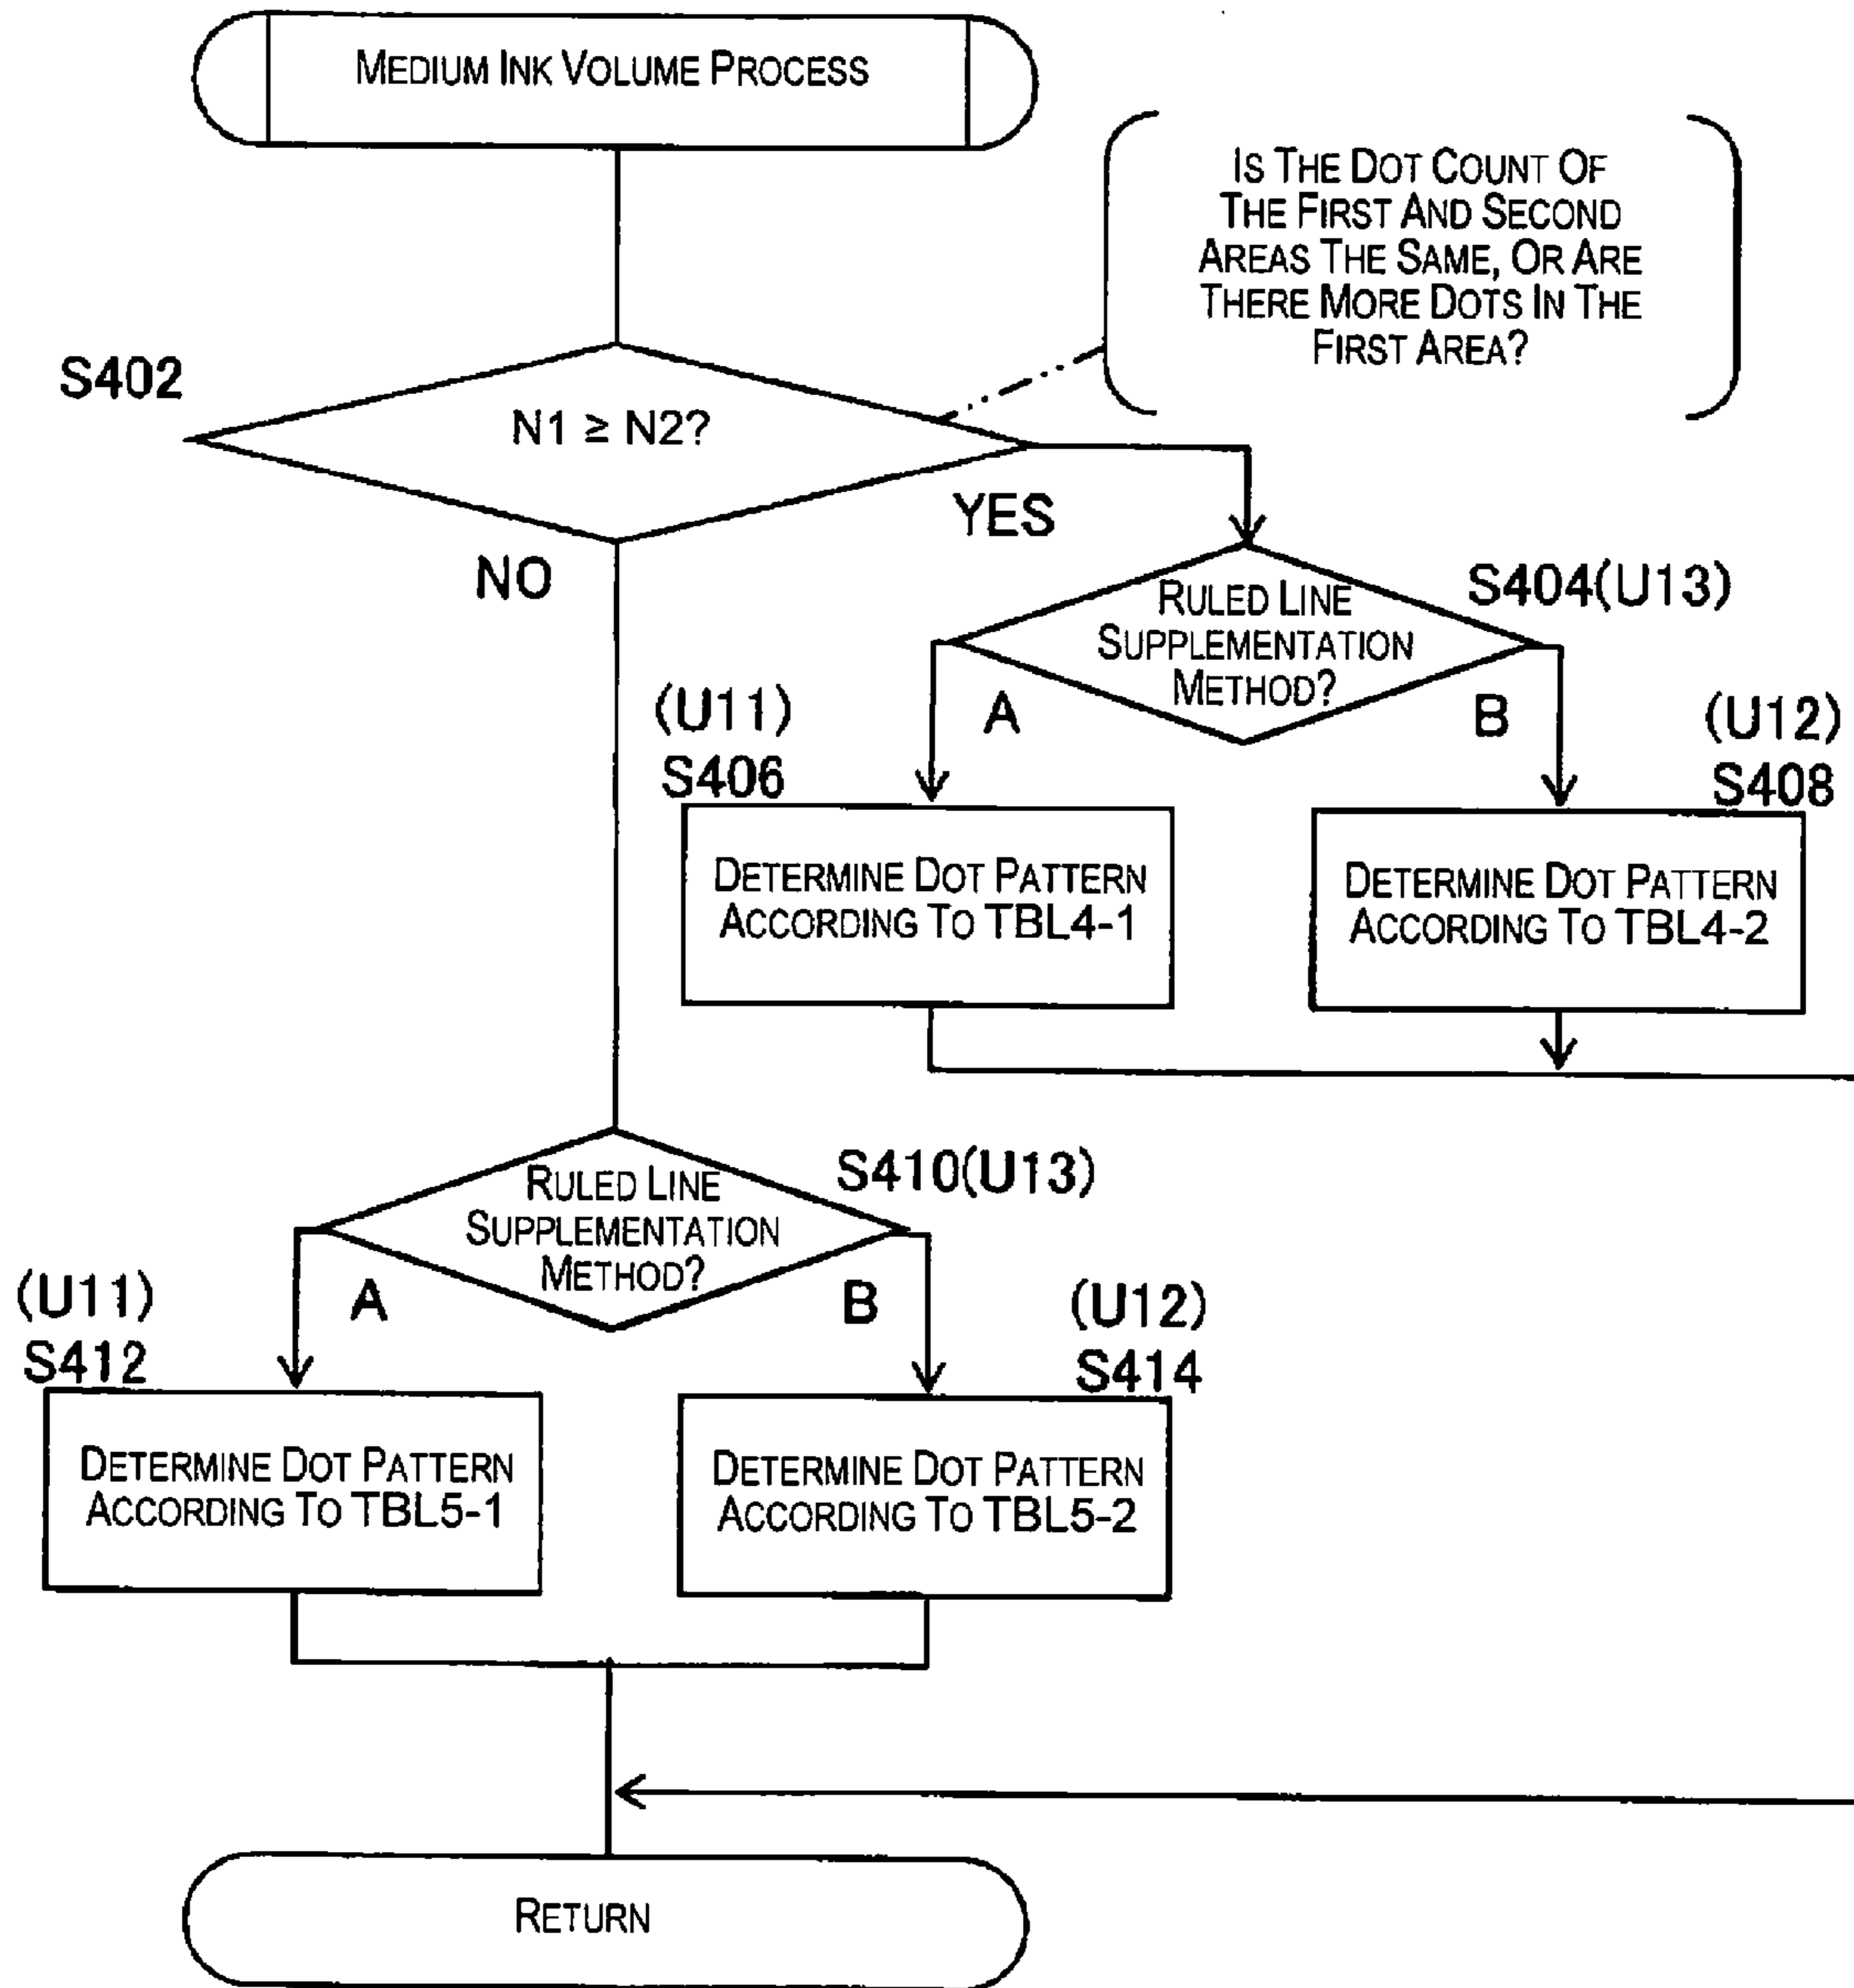 MEDIUM INK VOLUME PROCESS
IS THE DOT COUNT OF
THE FIRST AND SECOND
AREAS THE SAME, OR ARE
THERE MORE DOTS IN THE
FIRST AREA?
S402
N1 ≥ N2?
YES
NO
S404(U13)
RULED LINE
SUPPLEMENTATION
METHOD?
A
B
(U11)
S406
(U12)
S408
DETERMINE DOT PATTERN
ACCORDING TO TBL4-1
DETERMINE DOT PATTERN
ACCORDING TO TBL4-2
S410(U13)
RULED LINE
SUPPLEMENTATION
METHOD?
A
B
(U11)
S412
(U12)
S414
DETERMINE DOT PATTERN
ACCORDING TO TBL5-1
DETERMINE DOT PATTERN
ACCORDING TO TBL5-2
RETURN